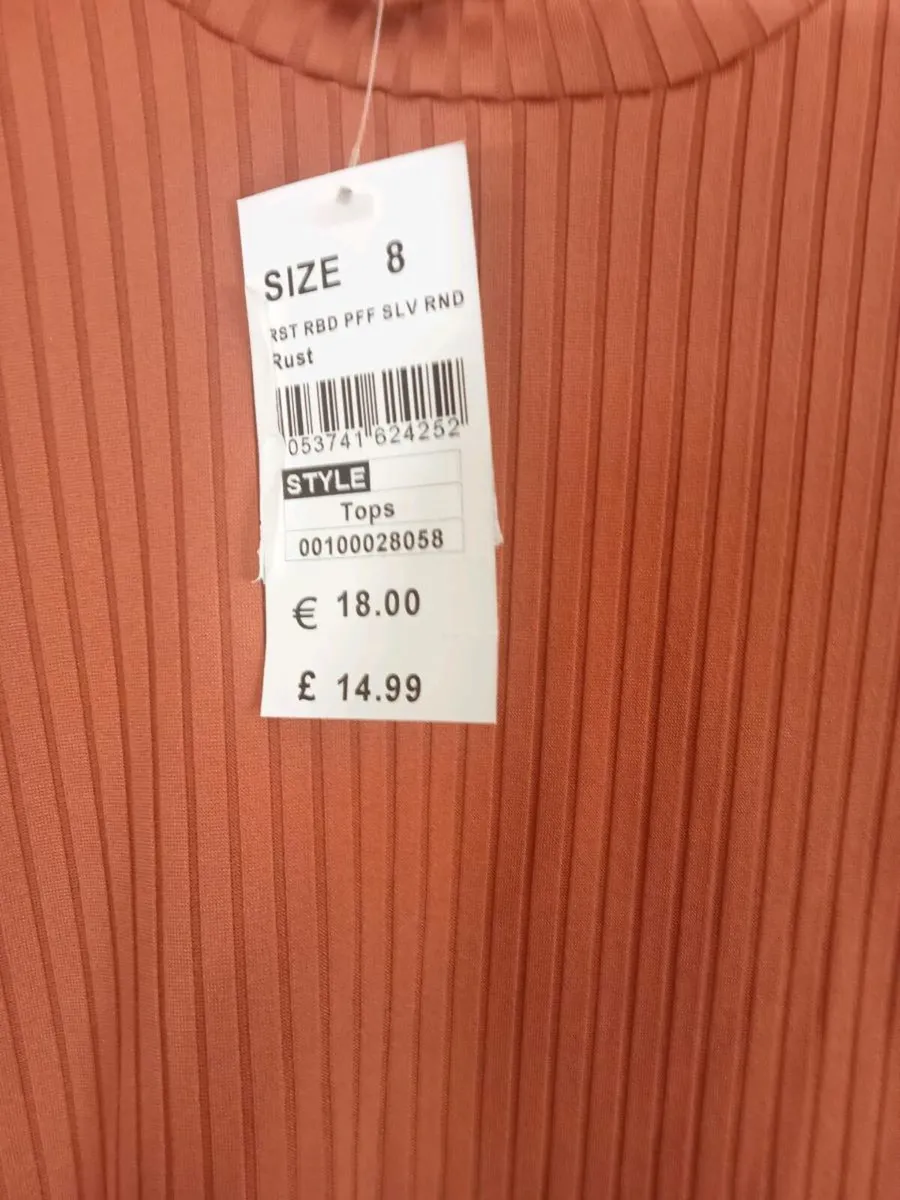 SIZE 8
RST RBD PFF SLV RND
Rust
053741 624252
STYLE
Tops
00100028058
€ 18.00
£ 14.99